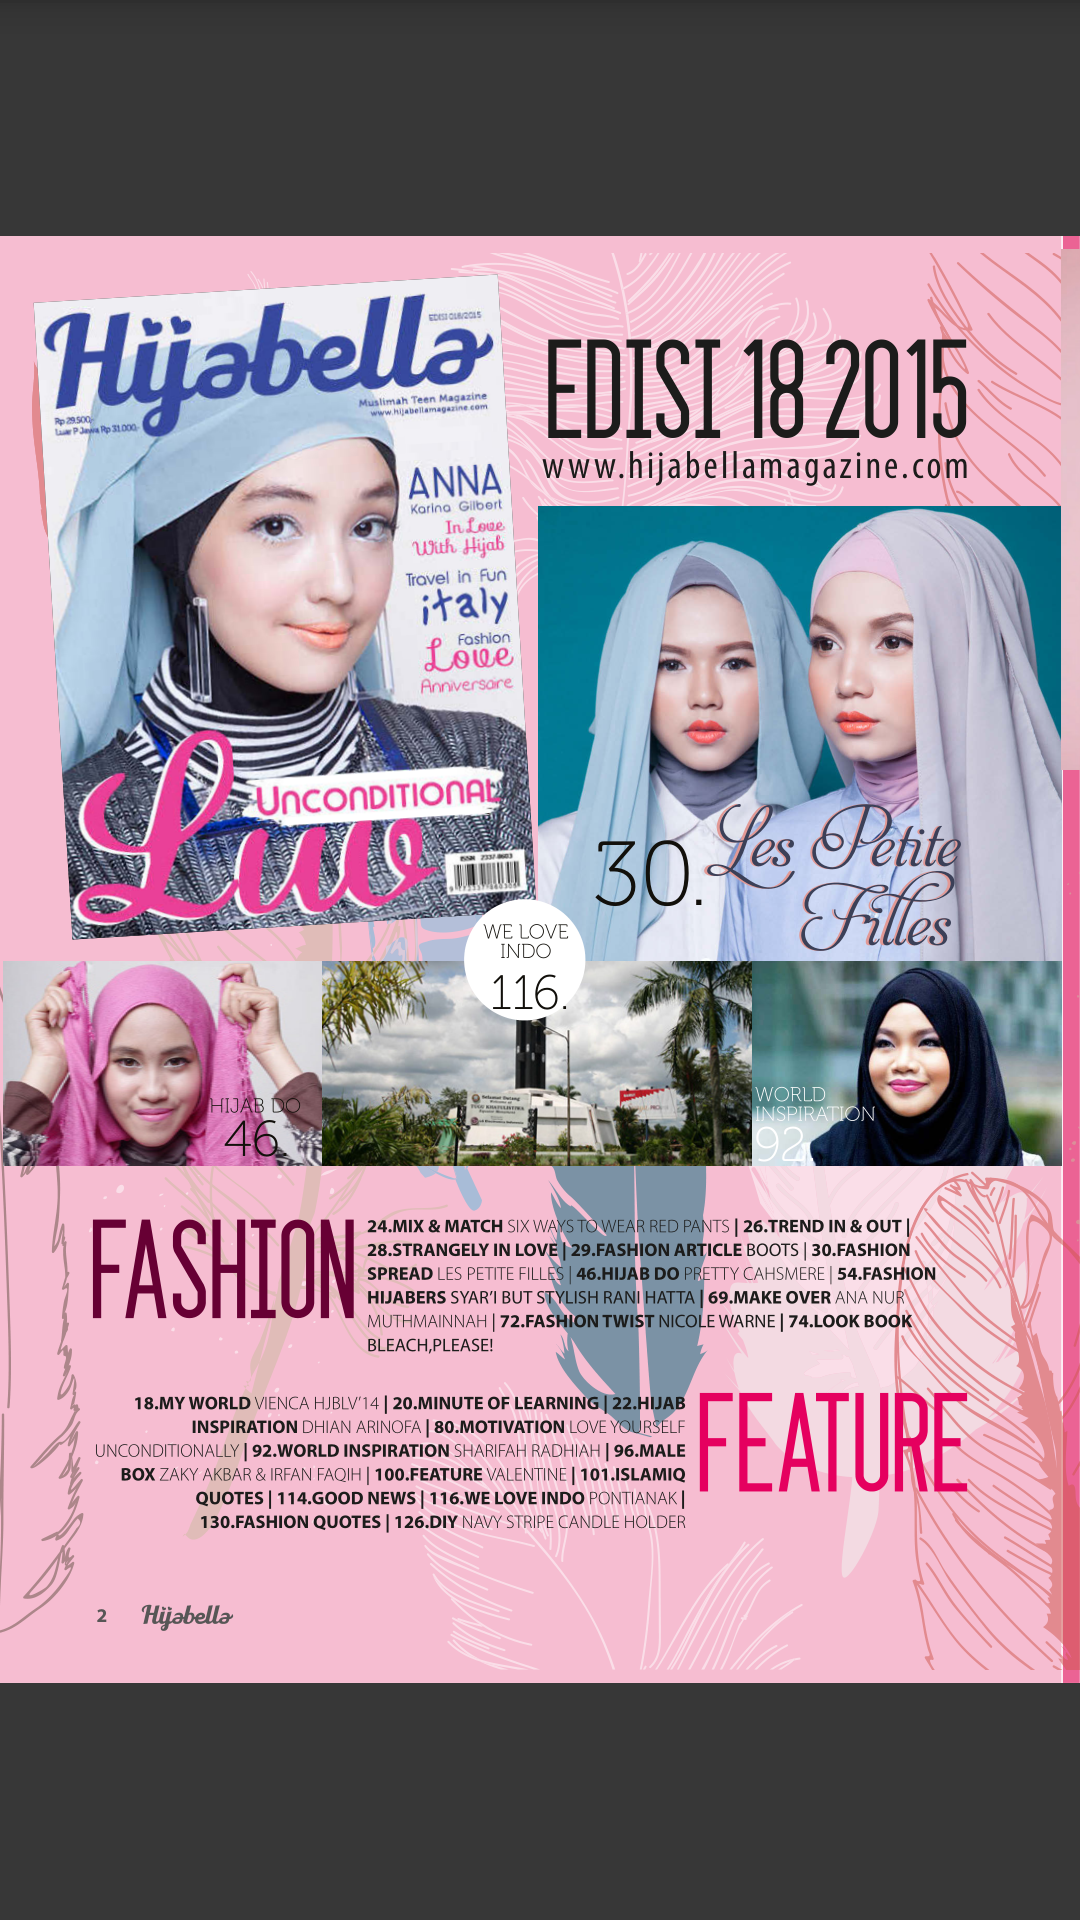 Hijabella
EDISI 018/2015
Muslimah Teen Magazine
www.hijabellamagazine.com
Rp 29.500,-
Luar P Jawa Rp 31.000,-
ANNA
Karina Gilbert
In Love
With Hijab
Travel in Fun
italy
Fashion
Love
Anniversaire
UNCONDITIONAL
Luv
ISSN 2337-8603
EDISI 18 2015
www.hijabellamagazine.com
30. Les Petite
Filles
WE LOVE
INDO
116.
HIJAB DO
46.
Selamat Datang
WORLD
INSPIRATION
92.
FASHION
24.MIX & MATCH SIX WAYS TO WEAR RED PANTS | 26.TREND IN & OUT |
28.STRANGELY IN LOVE | 29.FASHION ARTICLE BOOTS | 30.FASHION
SPREAD LES PETITE FILLES | 46.HIJAB DO PRETTY CAHSMERE | 54.FASHION
HIJABERS SYAR'I BUT STYLISH RANI HATTA | 69.MAKE OVER ANA NUR
MUTHMAINNAH | 72.FASHION TWIST NICOLE WARNE | 74.LOOK BOOK
BLEACH,PLEASE!
18.MY WORLD VIENCA HJBLV'14 | 20.MINUTE OF LEARNING | 22.HIJAB
INSPIRATION DHIAN ARINOFA | 80.MOTIVATION LOVE YOURSELF
UNCONDITIONALLY | 92.WORLD INSPIRATION SHARIFAH RADHIAH | 96.MALE
BOX ZAKY AKBAR & IRFAN FAQIH | 100.FEATURE VALENTINE | 101.ISLAMIQ
QUOTES | 114.GOOD NEWS | 116.WE LOVE INDO PONTIANAK |
130.FASHION QUOTES | 126.DIY NAVY STRIPE CANDLE HOLDER
FEATURE
2 Hijabella